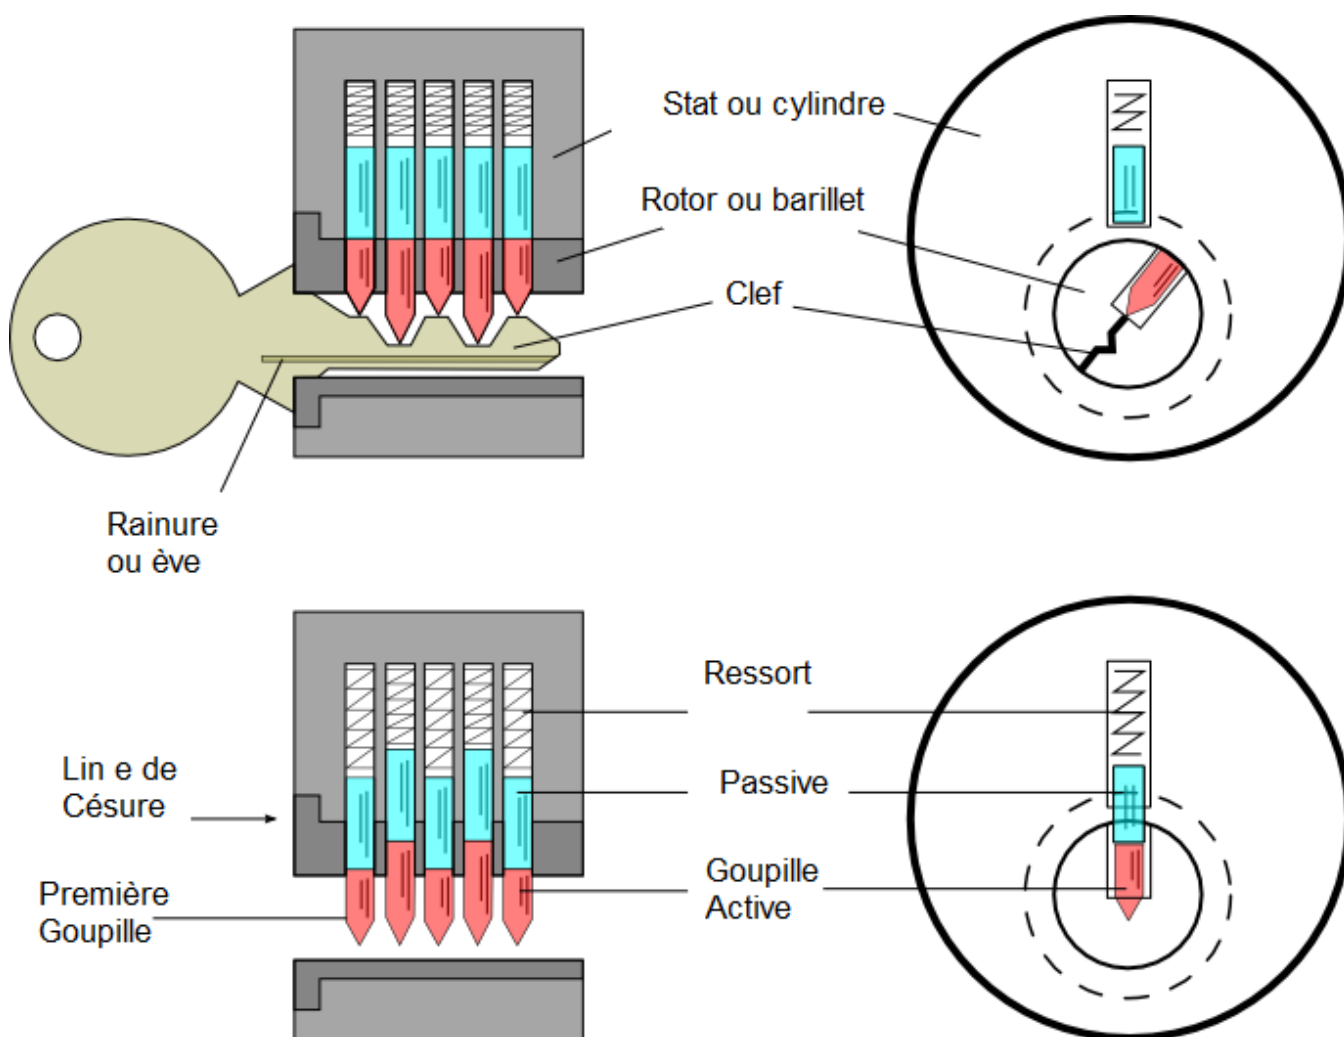 Stat ou cylindre
Rotor ou barillet
Clef
Rainure
ou ève
Ressort
Lin e de
Césure
Passive
Première
Goupille
Goupille
Active